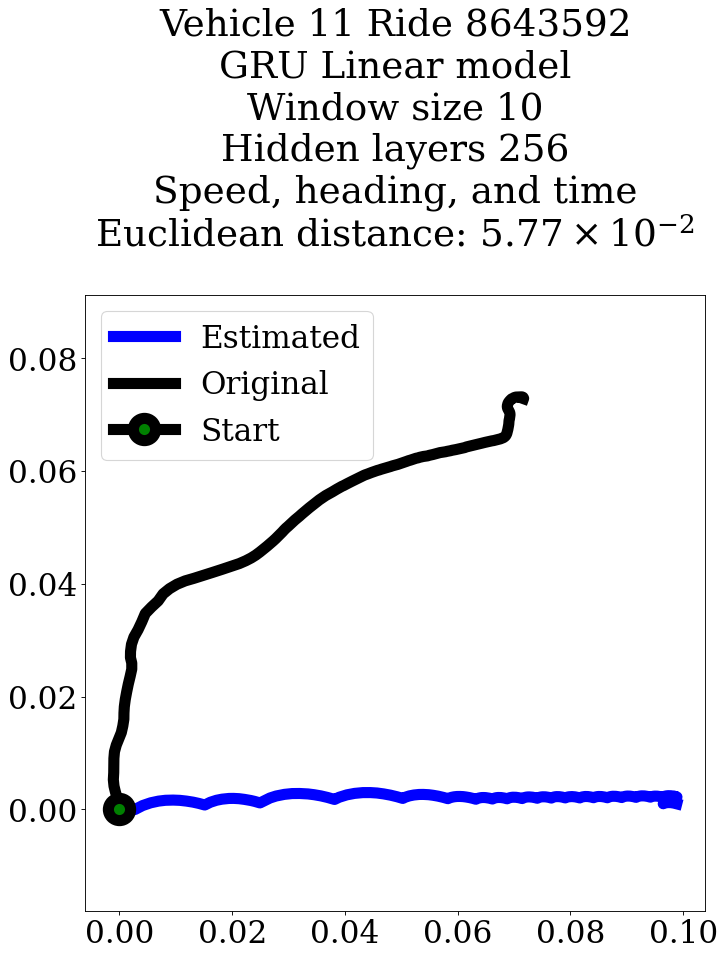 Vehicle 11 Ride 8643592
GRU Linear model
Window size 10
Hidden layers 256
Speed, heading, and time
Euclidean distance: 5.77 × 10⁻²
Estimated
Original
Start
0.08
0.06
0.04
0.02
0.00
0.00 0.02 0.04 0.06 0.08 0.10